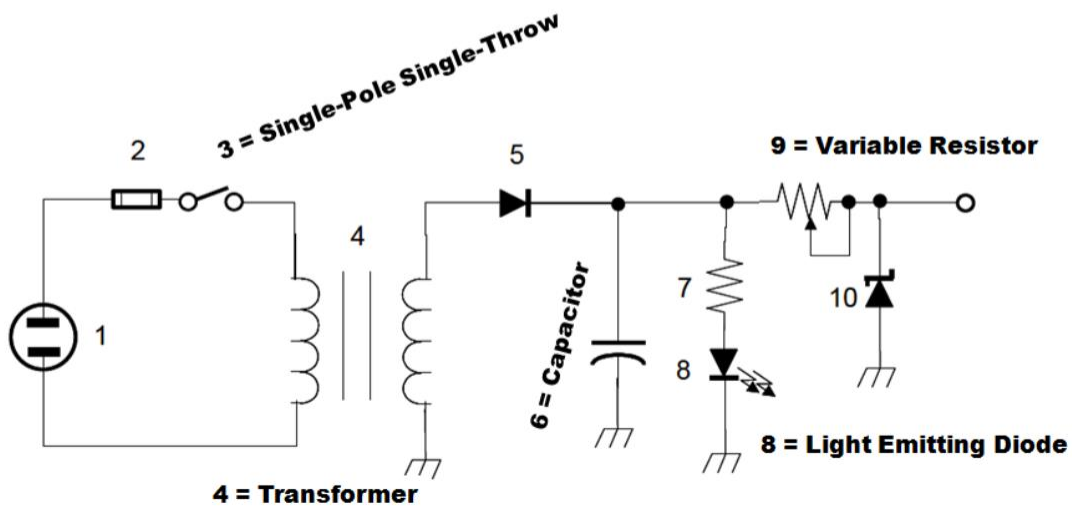 3 = Single-Pole Single-Throw
2
9 = Variable Resistor
5
4
7
10
1
6 = Capacitor
8
8 = Light Emitting Diode
4 = Transformer